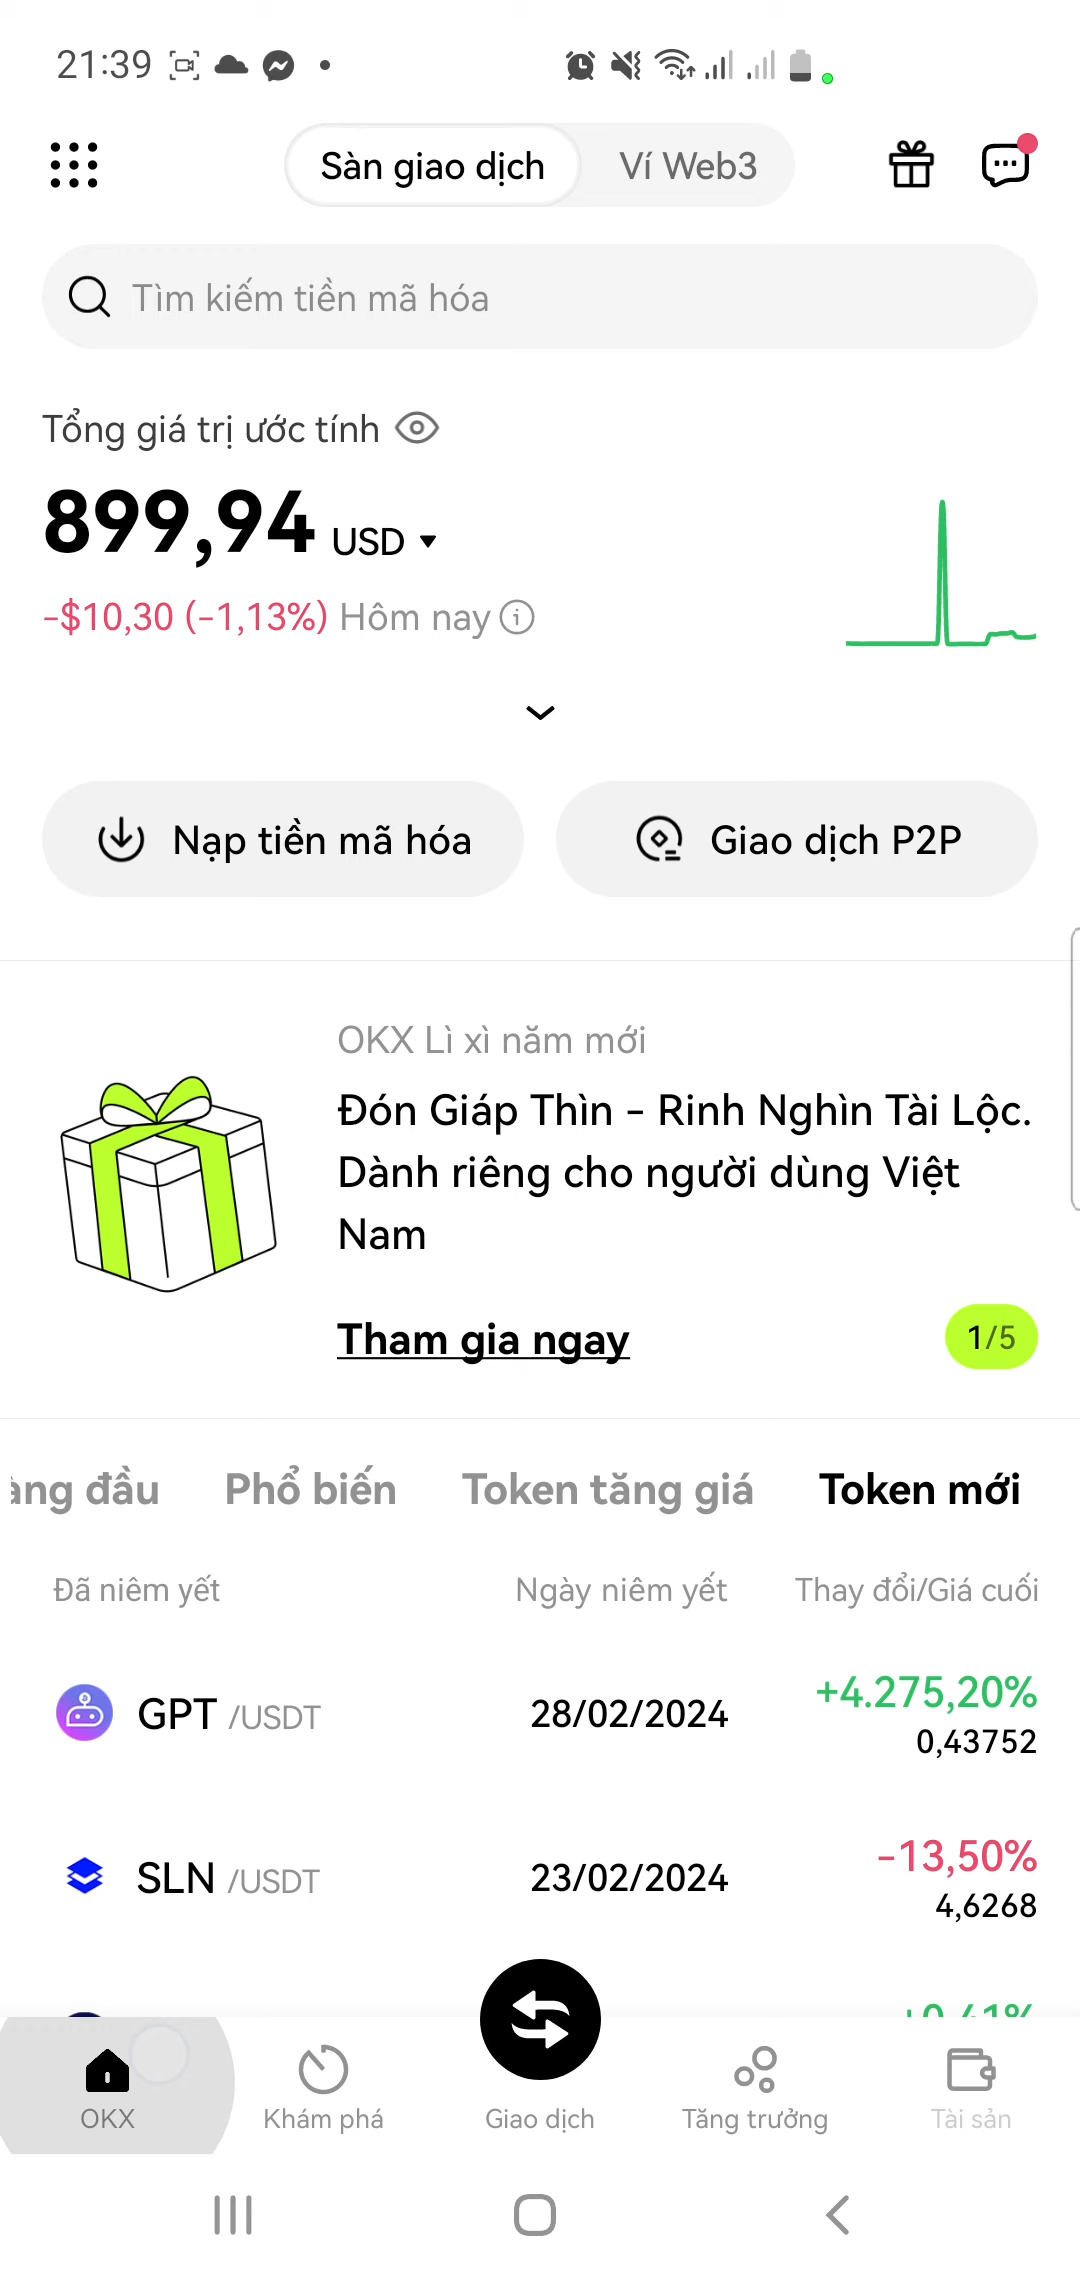 21:39
Sàn giao dịch
Ví Web3
Tìm kiếm tiền mã hóa
Tổng giá trị ước tính
899,94 USD
-$10,30 (-1,13%) Hôm nay
Nạp tiền mã hóa
Giao dịch P2P
OKX Lì xì năm mới
Đón Giáp Thìn - Rinh Nghìn Tài Lộc.
Dành riêng cho người dùng Việt
Nam
Tham gia ngay
1/5
đầu Phổ biến Token tăng giá Token mới
Đã niêm yết Ngày niêm yết Thay đổi/Giá cuối
GPT /USDT 28/02/2024 +4.275,20%
0,43752
SLN /USDT 23/02/2024 -13,50%
4,6268
OKX
Khám phá
Giao dịch
Tăng trưởng
Tài sản